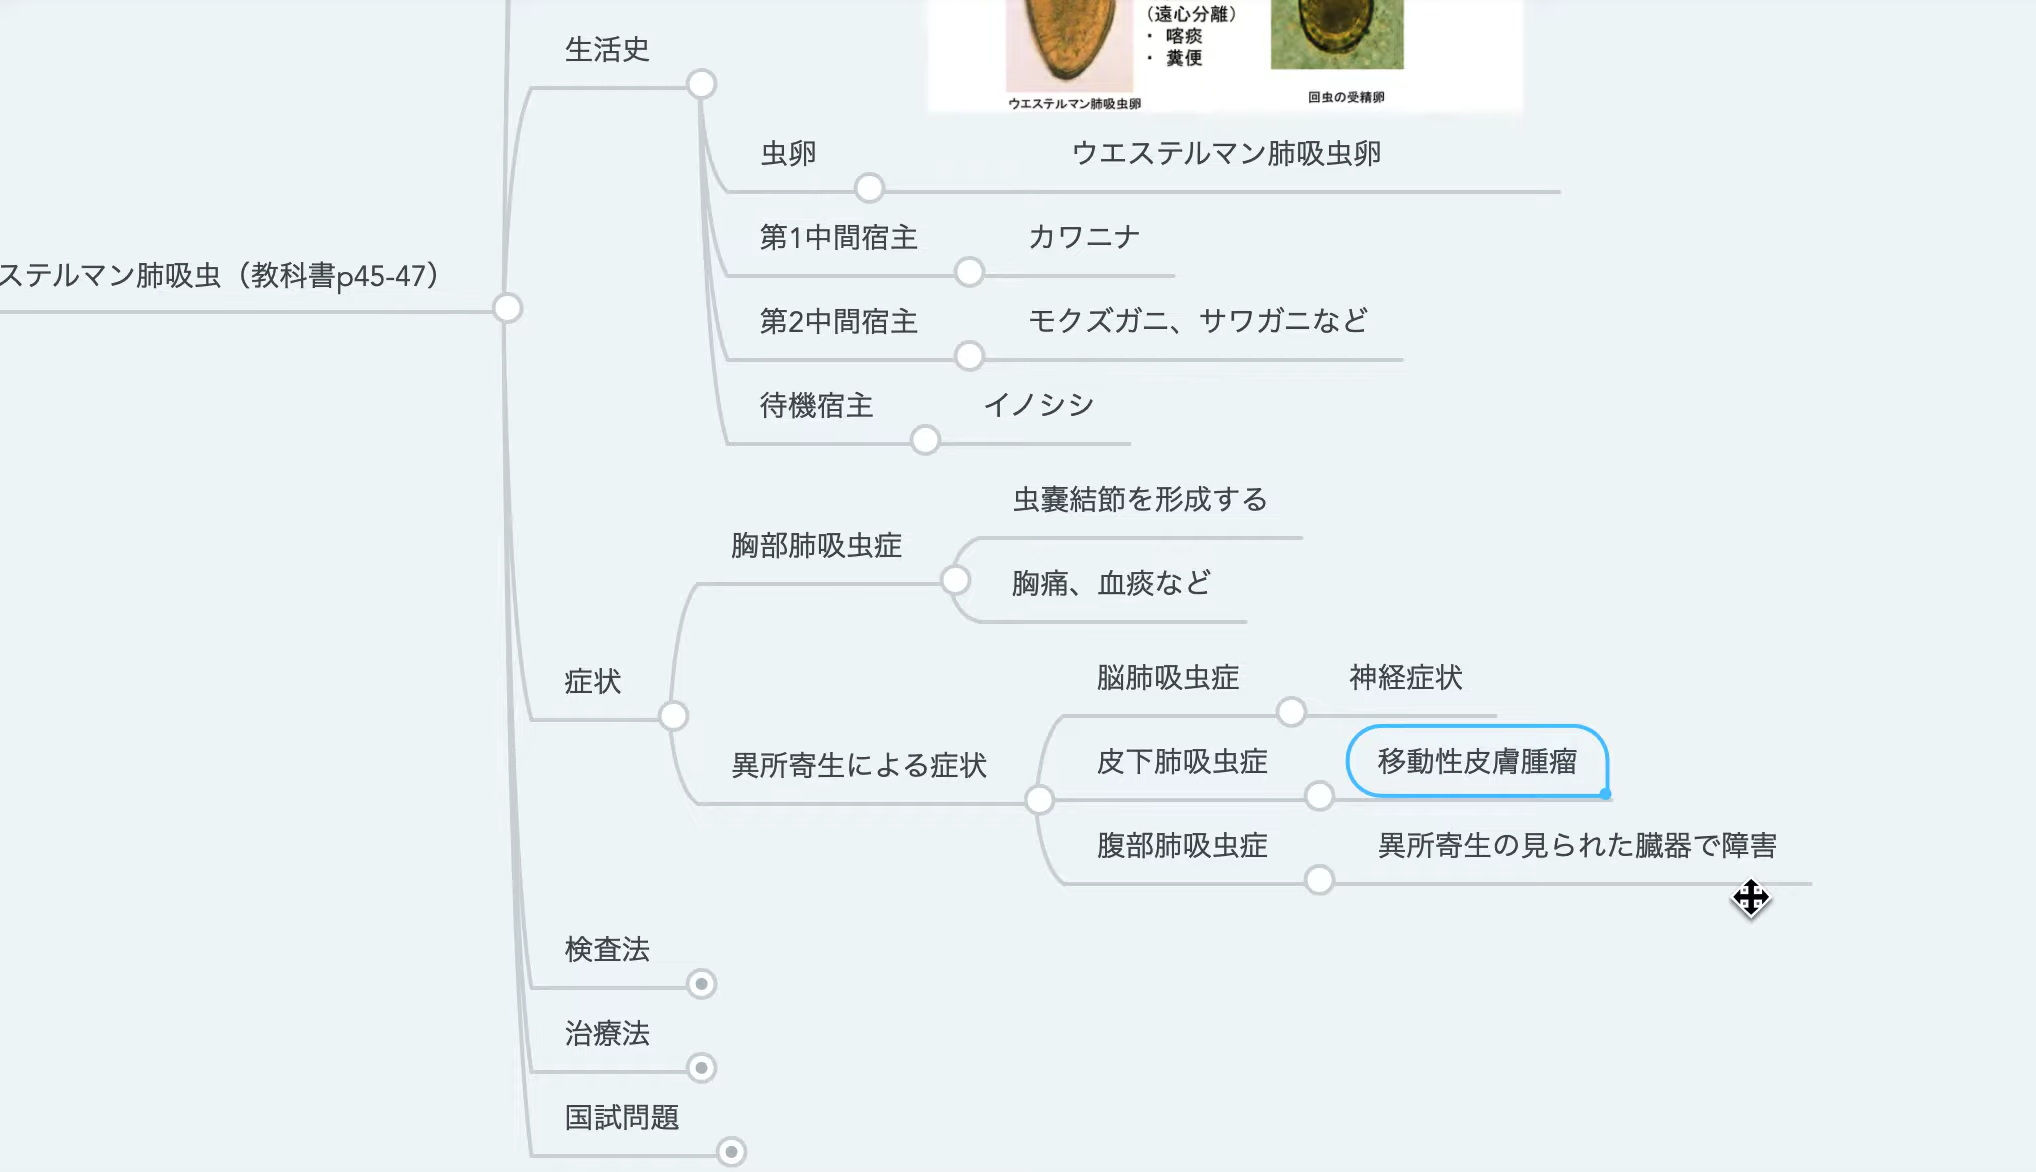 (遠心分離)
・ 喀痰
・ 糞便
ウエステルマン肺吸虫卵
回虫の受精卵
生活史
虫卵
ウエステルマン肺吸虫卵
第1中間宿主
カワニナ
第2中間宿主
モクズガニ、サワガニなど
待機宿主
イノシシ
ステルマン肺吸虫（教科書p45-47）
症状
胸部肺吸虫症
虫嚢結節を形成する
胸痛、血痰など
異所寄生による症状
脳肺吸虫症
神経症状
皮下肺吸虫症
移動性皮膚腫瘤
腹部肺吸虫症
異所寄生の見られた臓器で障害
検査法
治療法
国試問題